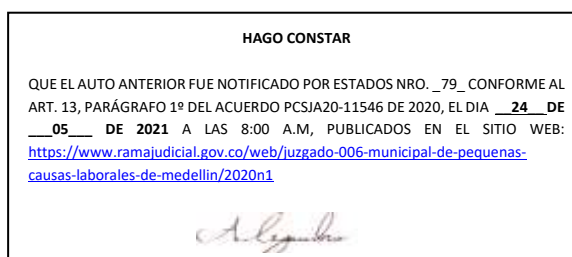 HAGO CONSTAR
QUE EL AUTO ANTERIOR FUE NOTIFICADO POR ESTADOS NRO. _79_ CONFORME AL
ART. 13, PARÁGRAFO 1º DEL ACUERDO PCSJA20-11546 DE 2020, EL DIA __24__DE
___05___ DE 2021 A LAS 8:00 A.M, PUBLICADOS EN EL SITIO WEB:
https://www.ramajudicial.gov.co/web/juzgado-006-municipal-de-pequenas-
causas-laborales-de-medellin/2020n1
Alejandro